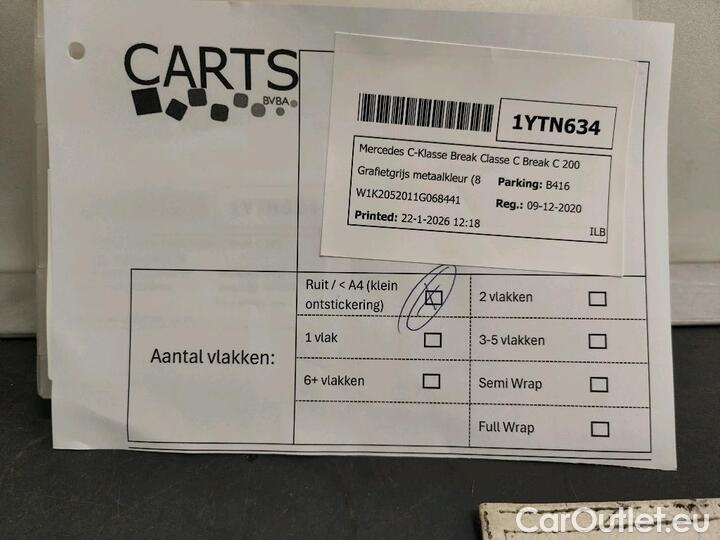 CARTS
BVBA
1YTN634
Mercedes C-Klasse Break Classe C Break C 200
Grafietgrijs metaalkleur (8 Parking: B416
W1K2052011G068441 Reg.: 09-12-2020
Printed: 22-1-2026 12:18 ILB
Aantal vlakken:
Ruit / < A4 (klein
ontstickering)
2 vlakken
1 vlak
3-5 vlakken
6+ vlakken
Semi Wrap
Full Wrap
CarOutlet.eu